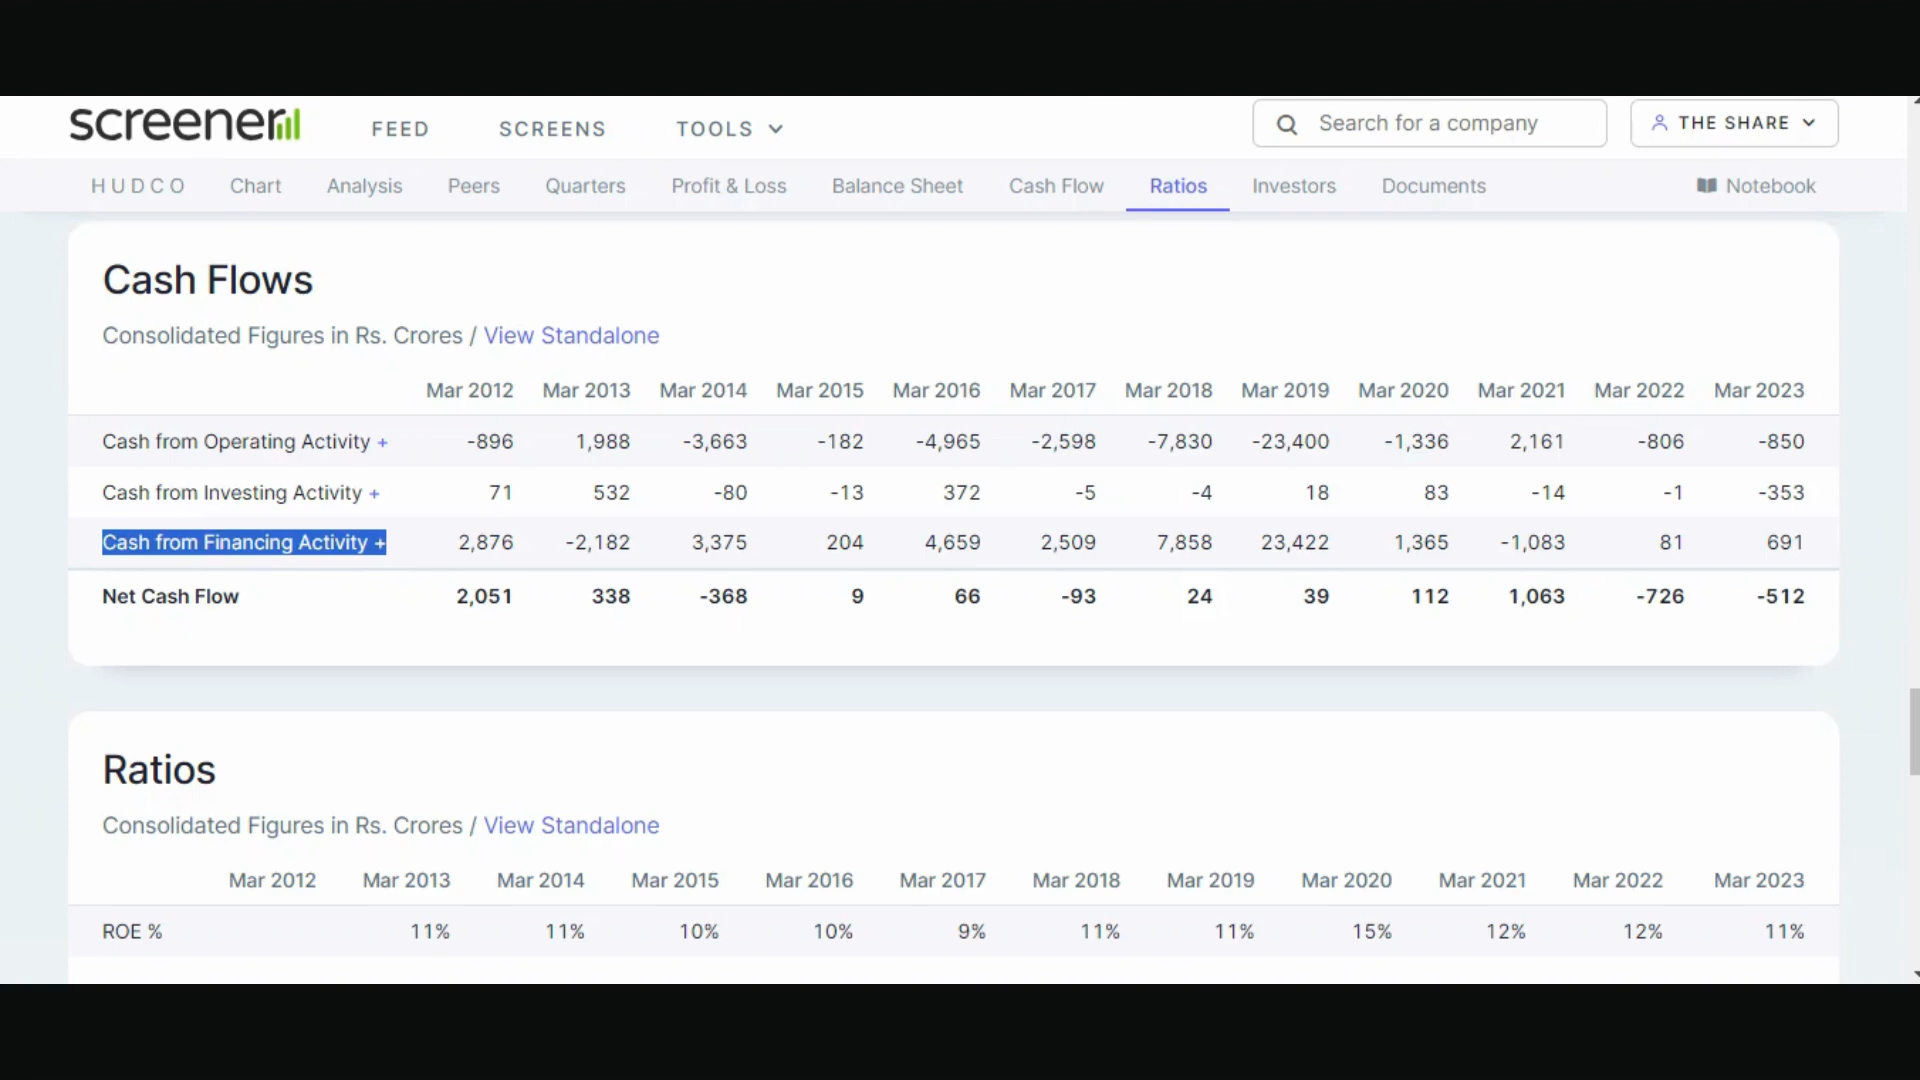 screener FEED SCREENS TOOLS Search for a company THE SHARE
HUDCO Chart Analysis Peers Quarters Profit & Loss Balance Sheet Cash Flow Ratios Investors Documents Notebook
Cash Flows
Consolidated Figures in Rs. Crores / View Standalone
Mar 2012 Mar 2013 Mar 2014 Mar 2015 Mar 2016 Mar 2017 Mar 2018 Mar 2019 Mar 2020 Mar 2021 Mar 2022 Mar 2023
Cash from Operating Activity + -896 1,988 -3,663 -182 -4,965 -2,598 -7,830 -23,400 -1,336 2,161 -806 -850
Cash from Investing Activity + 71 532 -80 -13 372 -5 -4 18 83 -14 -1 -353
Cash from Financing Activity + 2,876 -2,182 3,375 204 4,659 2,509 7,858 23,422 1,365 -1,083 81 691
Net Cash Flow 2,051 338 -368 9 66 -93 24 39 112 1,063 -726 -512
Ratios
Consolidated Figures in Rs. Crores / View Standalone
Mar 2012 Mar 2013 Mar 2014 Mar 2015 Mar 2016 Mar 2017 Mar 2018 Mar 2019 Mar 2020 Mar 2021 Mar 2022 Mar 2023
ROE % 11% 11% 10% 10% 9% 11% 11% 15% 12% 12% 11%